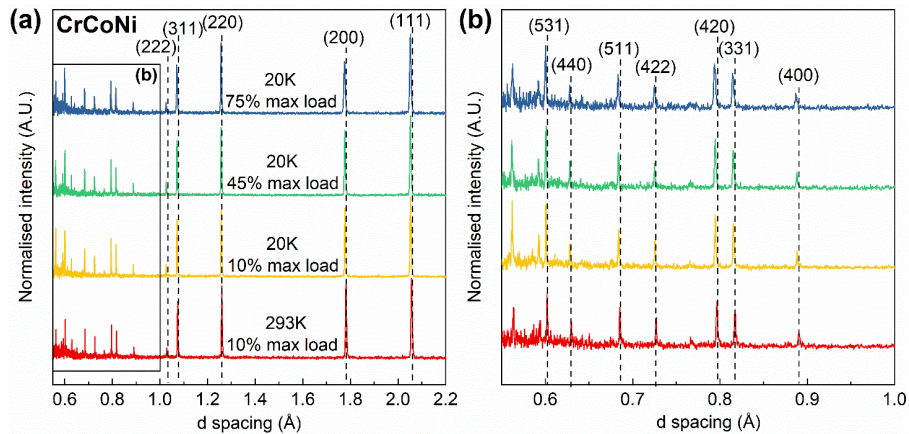 (a)
CrCoNi
(222)
(311)
(220)
(200)
(111)
(b)
20K
75% max load
20K
45% max load
20K
10% max load
293K
10% max load
Normalised intensity (A.U.)
0.6 0.8 1.0 1.2 1.4 1.6 1.8 2.0 2.2
d spacing (Å)
(b)
(531)
(440)
(511)
(422)
(420)
(331)
(400)
Normalised intensity (A.U.)
0.6 0.7 0.8 0.9 1.0
d spacing (Å)